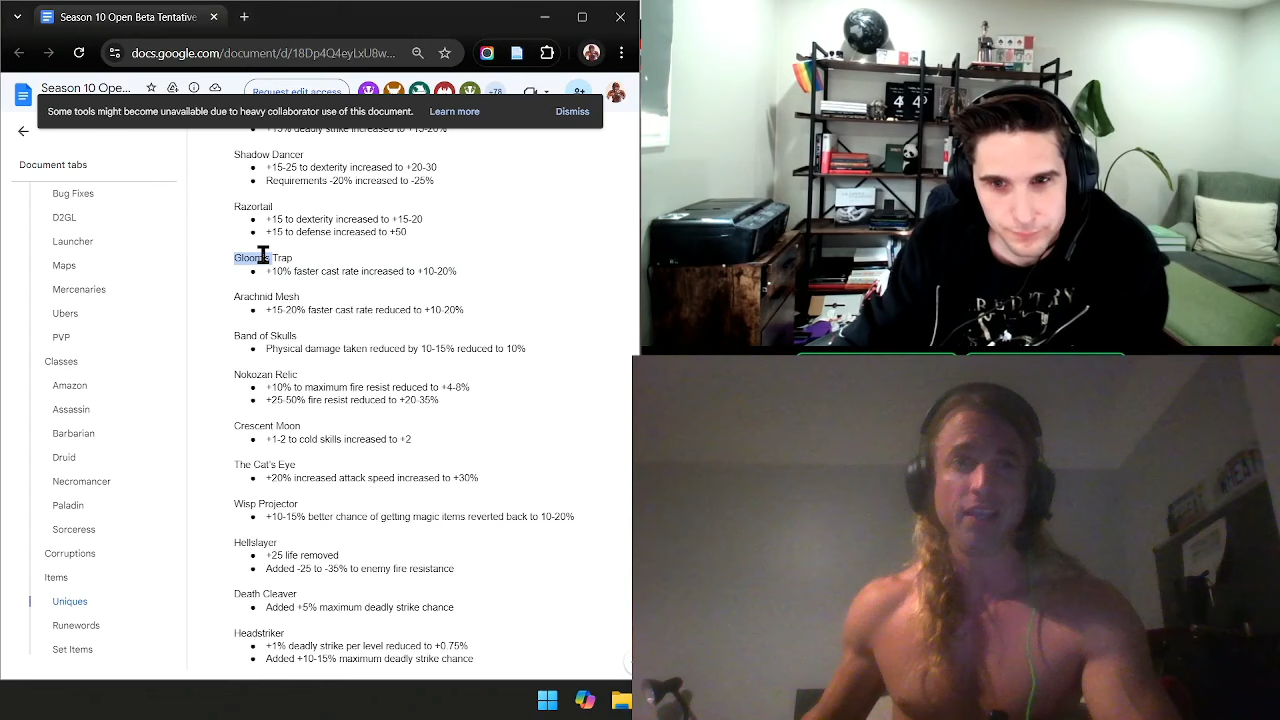 Season 10 Open Beta Tentative
docs.google.com/document/d/18D_J4eyLxU8w...
Season 10 Open...
Request edit access
Some tools might become unavailable due to heavy collaborator use of this document.
Learn more
Dismiss
Document tabs
Bug Fixes
D2GL
Launcher
Maps
Mercenaries
Ubers
PVP
Classes
Amazon
Assassin
Barbarian
Druid
Necromancer
Paladin
Sorceress
Corruptions
Items
Uniques
Runewords
Set Items
+15% deadly strike increased to +15-20%
Shadow Dancer
+15-25 to dexterity increased to +20-30
Requirements -20% increased to -25%
Razortail
+15 to dexterity increased to +15-20
+15 to defense increased to +50
Gloom's Trap
+10% faster cast rate increased to +10-20%
Arachnid Mesh
+15-20% faster cast rate reduced to +10-20%
Band of Skulls
Physical damage taken reduced by 10-15% reduced to 10%
Nokozan Relic
+10% to maximum fire resist reduced to +4-8%
+25-50% fire resist reduced to +20-35%
Crescent Moon
+1-2 to cold skills increased to +2
The Cat's Eye
+20% increased attack speed increased to +30%
Wisp Projector
+10-15% better chance of getting magic items reverted back to 10-20%
Hellslayer
+25 life removed
Added -25 to -35% to enemy fire resistance
Death Cleaver
Added +5% maximum deadly strike chance
Headstriker
+1% deadly strike per level reduced to +0.75%
Added +10-15% maximum deadly strike chance